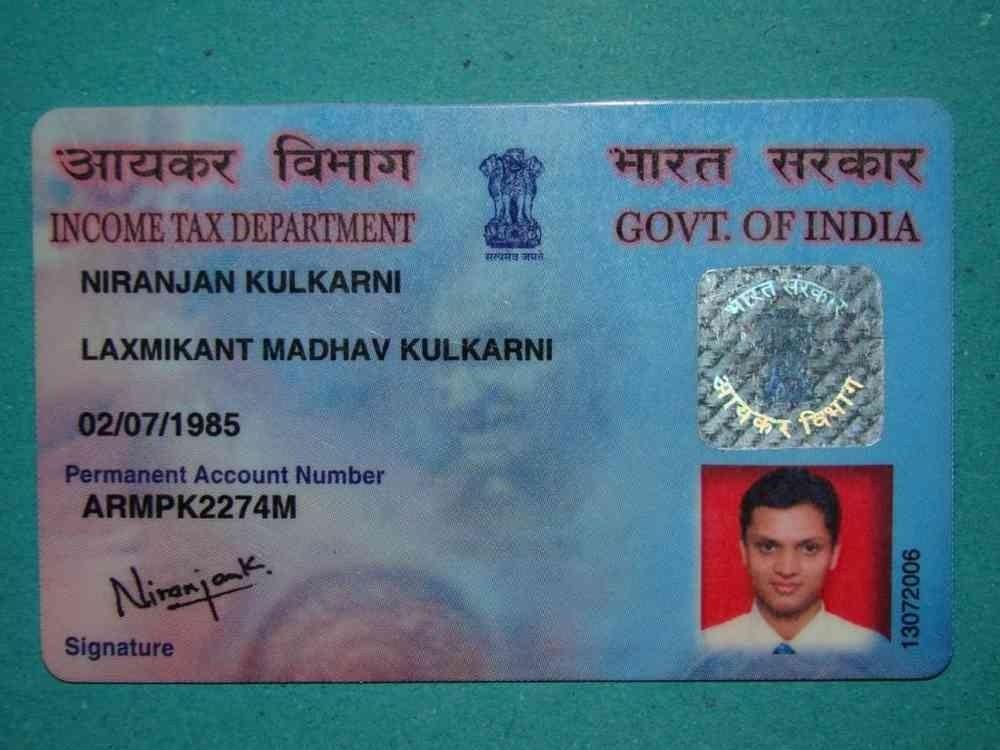 आयकर विभाग
भारत सरकार
INCOME TAX DEPARTMENT
GOVT. OF INDIA
सत्यमेव जयते
NIRANJAN KULKARNI
LAXMIKANT MADHAV KULKARNI
02/07/1985
Permanent Account Number
ARMPK2274M
Niranjank.
Signature
भारत सरकार
आयकर विभाग
13072006